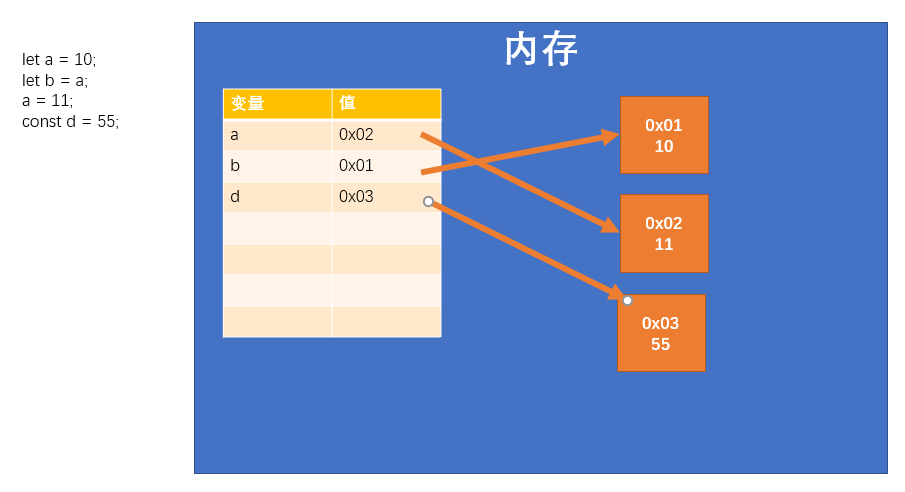 let a = 10;
let b = a;
a = 11;
const d = 55;
内存
变量 值
a 0x02
b 0x01
d 0x03
0x01
10
0x02
11
0x03
55